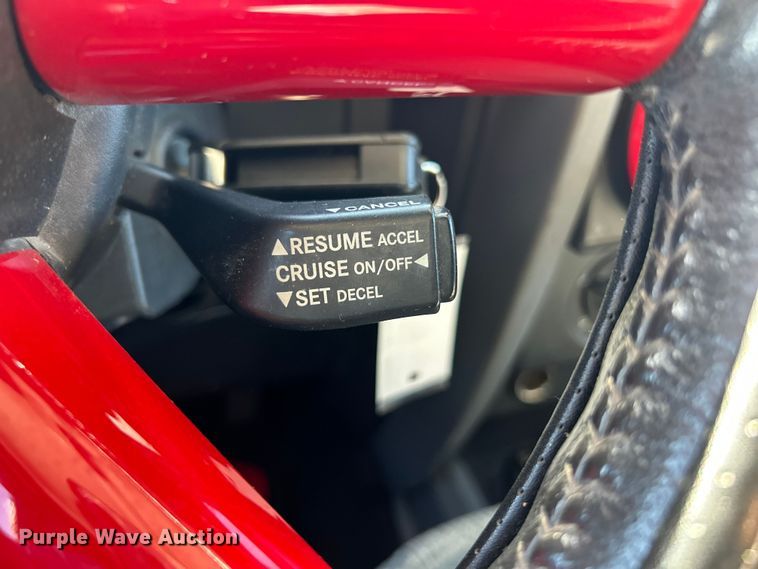 ▼CANCEL
▲RESUME ACCEL
CRUISE ON/OFF◀
▼SET DECEL
Purple Wave Auction